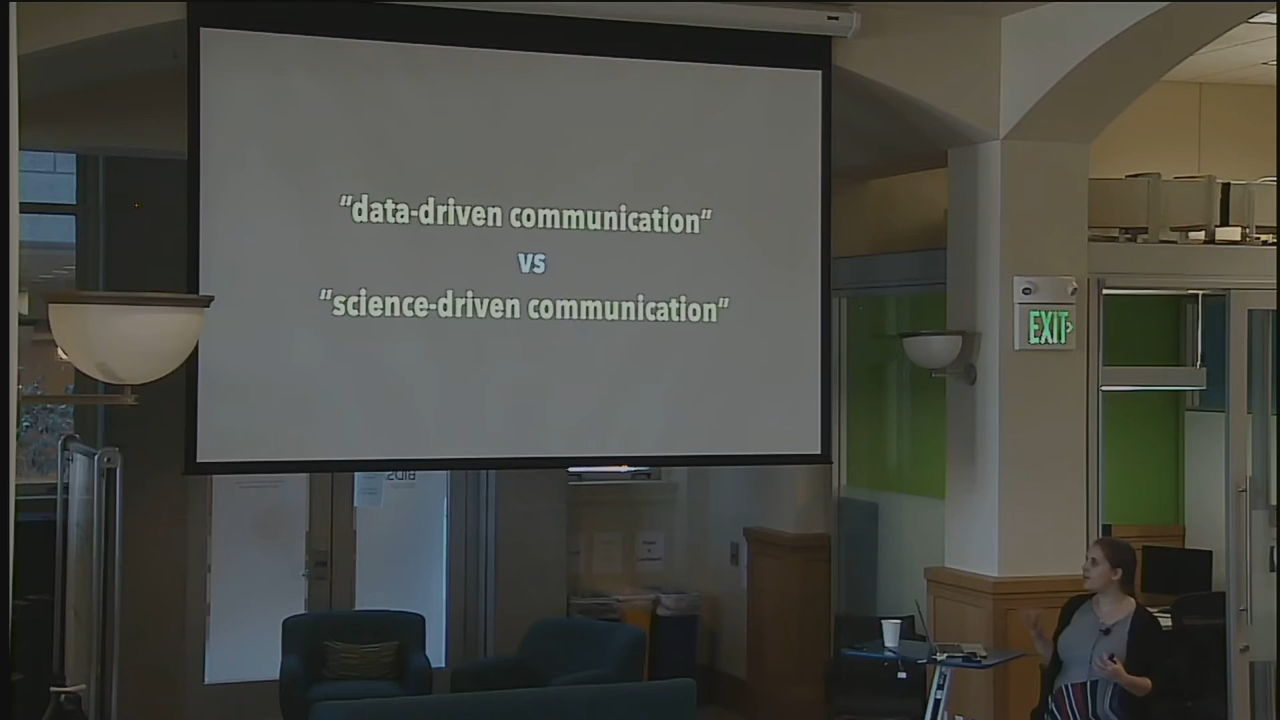 "data-driven communication"
vs
"science-driven communication"
EXIT